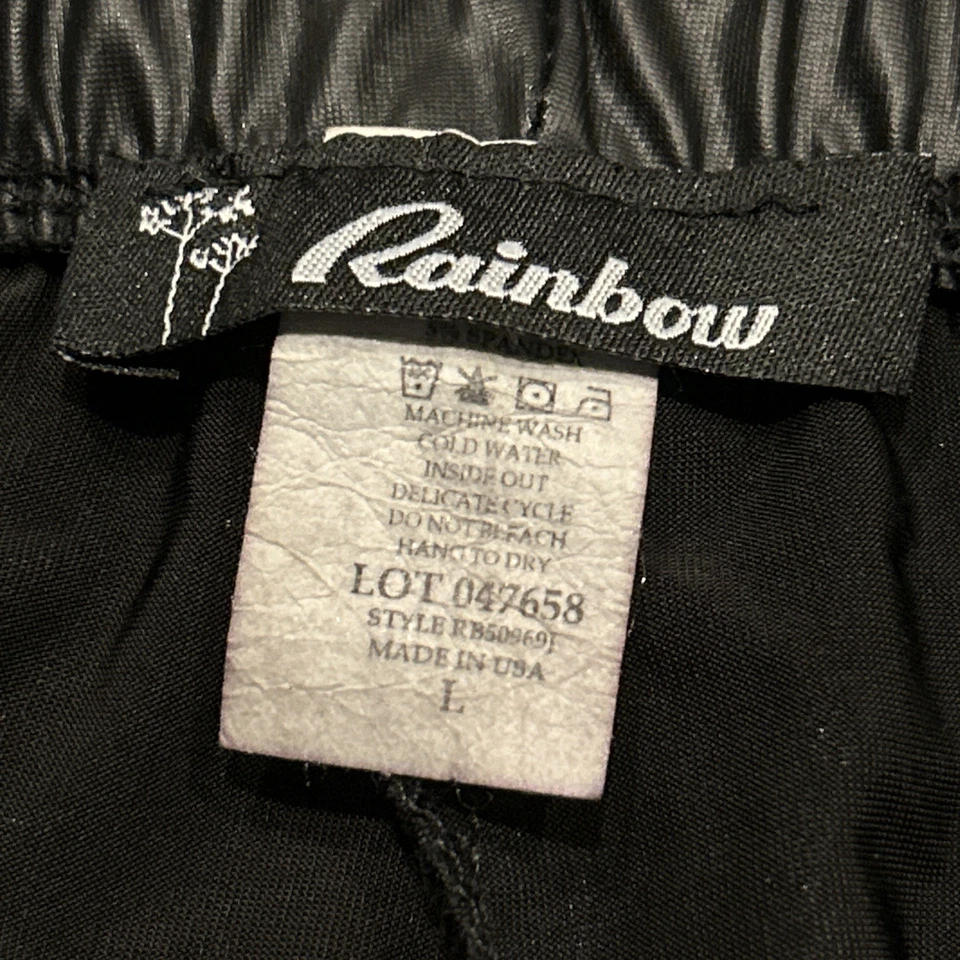 Rainbow
SPANDEX
MACHINE WASH
COLD WATER
INSIDE OUT
DELICATE CYCLE
DO NOT BLEACH
HANG TO DRY
LOT 047658
STYLE RB50969J
MADE IN USA
L